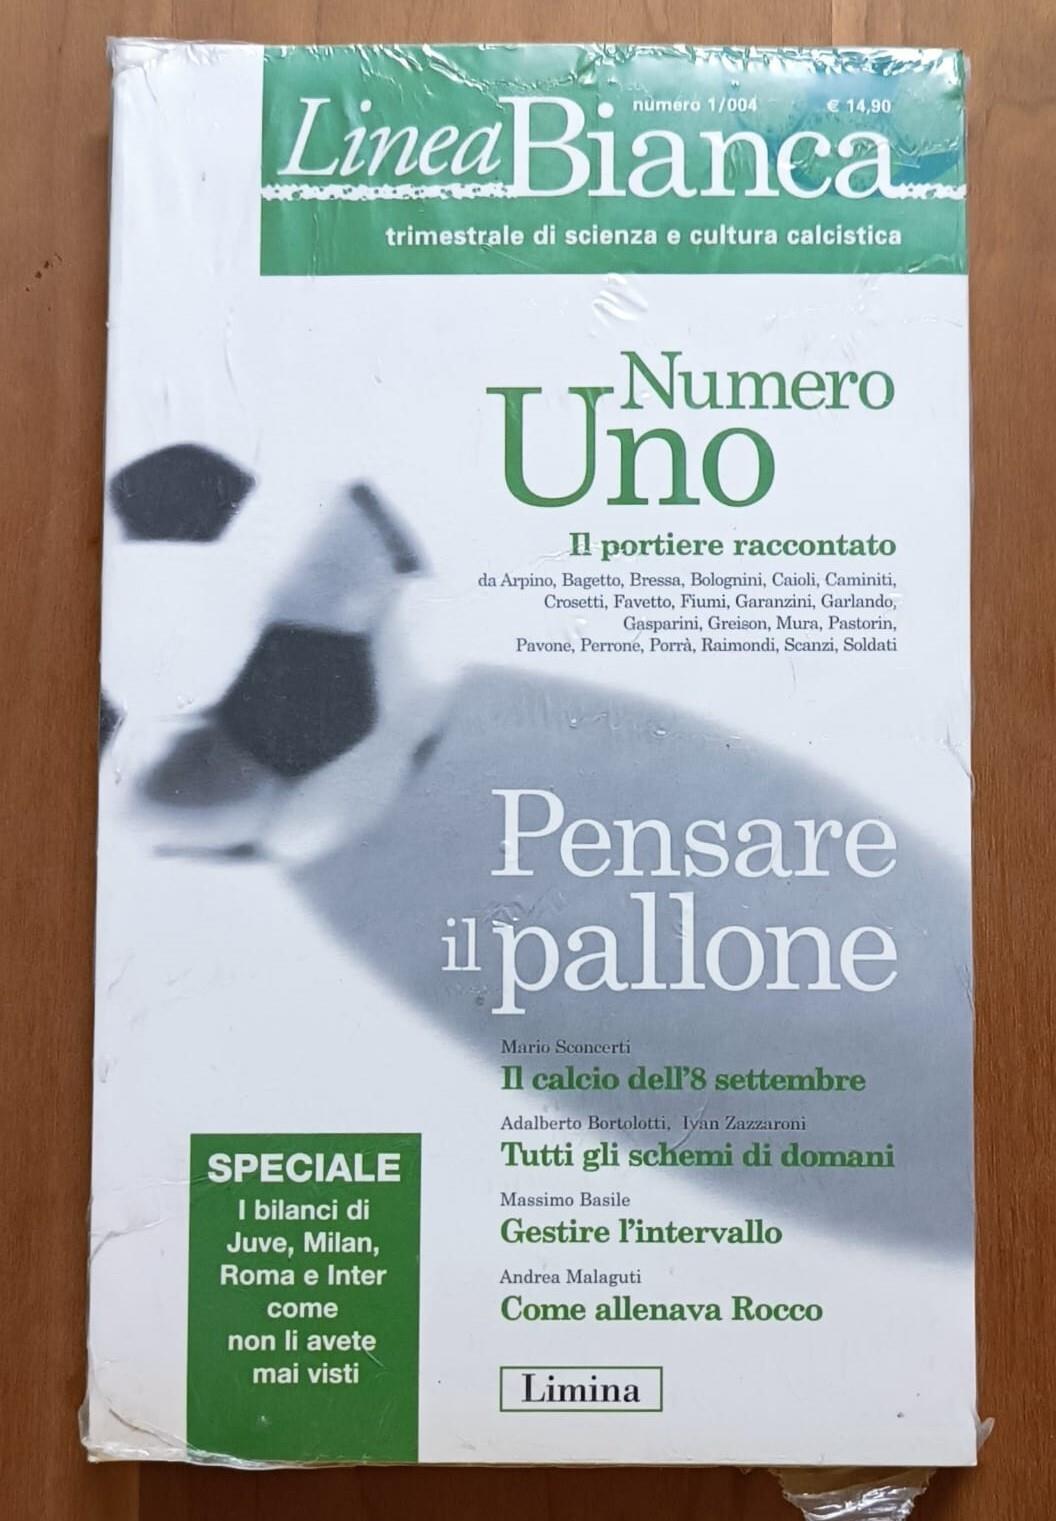 numero 1/004 € 14,90
Linea Bianca
trimestrale di scienza e cultura calcistica
Numero
Uno
Il portiere raccontato
da Arpino, Bagetto, Bressa, Bolognini, Caioli, Caminiti,
Crosetti, Favetto, Fiumi, Garanzini, Garlando,
Gasparini, Greison, Mura, Pastorin,
Pavone, Perrone, Porrà, Raimondi, Scanzi, Soldati
Pensare
il pallone
Mario Sconcerti
Il calcio dell'8 settembre
Adalberto Bortolotti, Ivan Zazzaroni
Tutti gli schemi di domani
Massimo Basile
Gestire l'intervallo
Andrea Malaguti
Come allenava Rocco
Limina
SPECIALE
I bilanci di
Juve, Milan,
Roma e Inter
come
non li avete
mai visti